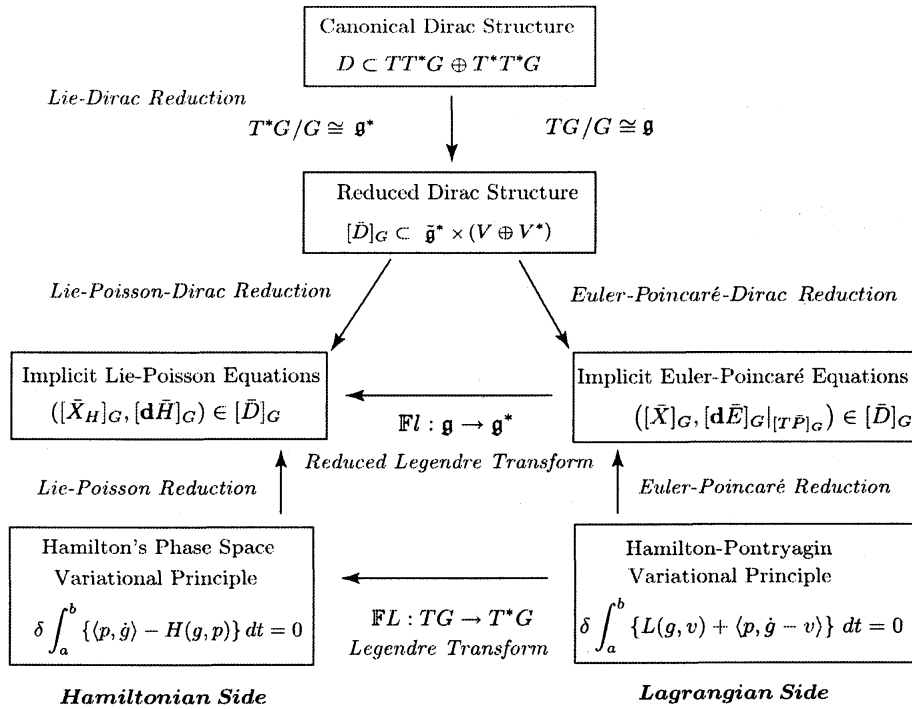 Canonical Dirac Structure
D ⊂ TT*G ⊕ T*T*G
Lie-Dirac Reduction
T*G/G ≅ 𝔤*
TG/G ≅ 𝔤
Reduced Dirac Structure
[D̄]_G ⊂ 𝔤̃* × (V ⊕ V*)
Lie-Poisson-Dirac Reduction
Euler-Poincaré-Dirac Reduction
Implicit Lie-Poisson Equations
([X̄_H]_G, [dH̄]_G) ∈ [D̄]_G
Implicit Euler-Poincaré Equations
([X̄]_G, [dĒ]_G|_[TP̄]_G) ∈ [D̄]_G
𝔽l : 𝔤 → 𝔤*
Reduced Legendre Transform
Lie-Poisson Reduction
Euler-Poincaré Reduction
Hamilton's Phase Space
Variational Principle
δ ∫_a^b {⟨p, ġ⟩ − H(g, p)} dt = 0
Hamilton-Pontryagin
Variational Principle
δ ∫_a^b {L(g, v) + ⟨p, ġ − v⟩} dt = 0
𝔽L : TG → T*G
Legendre Transform
Hamiltonian Side
Lagrangian Side